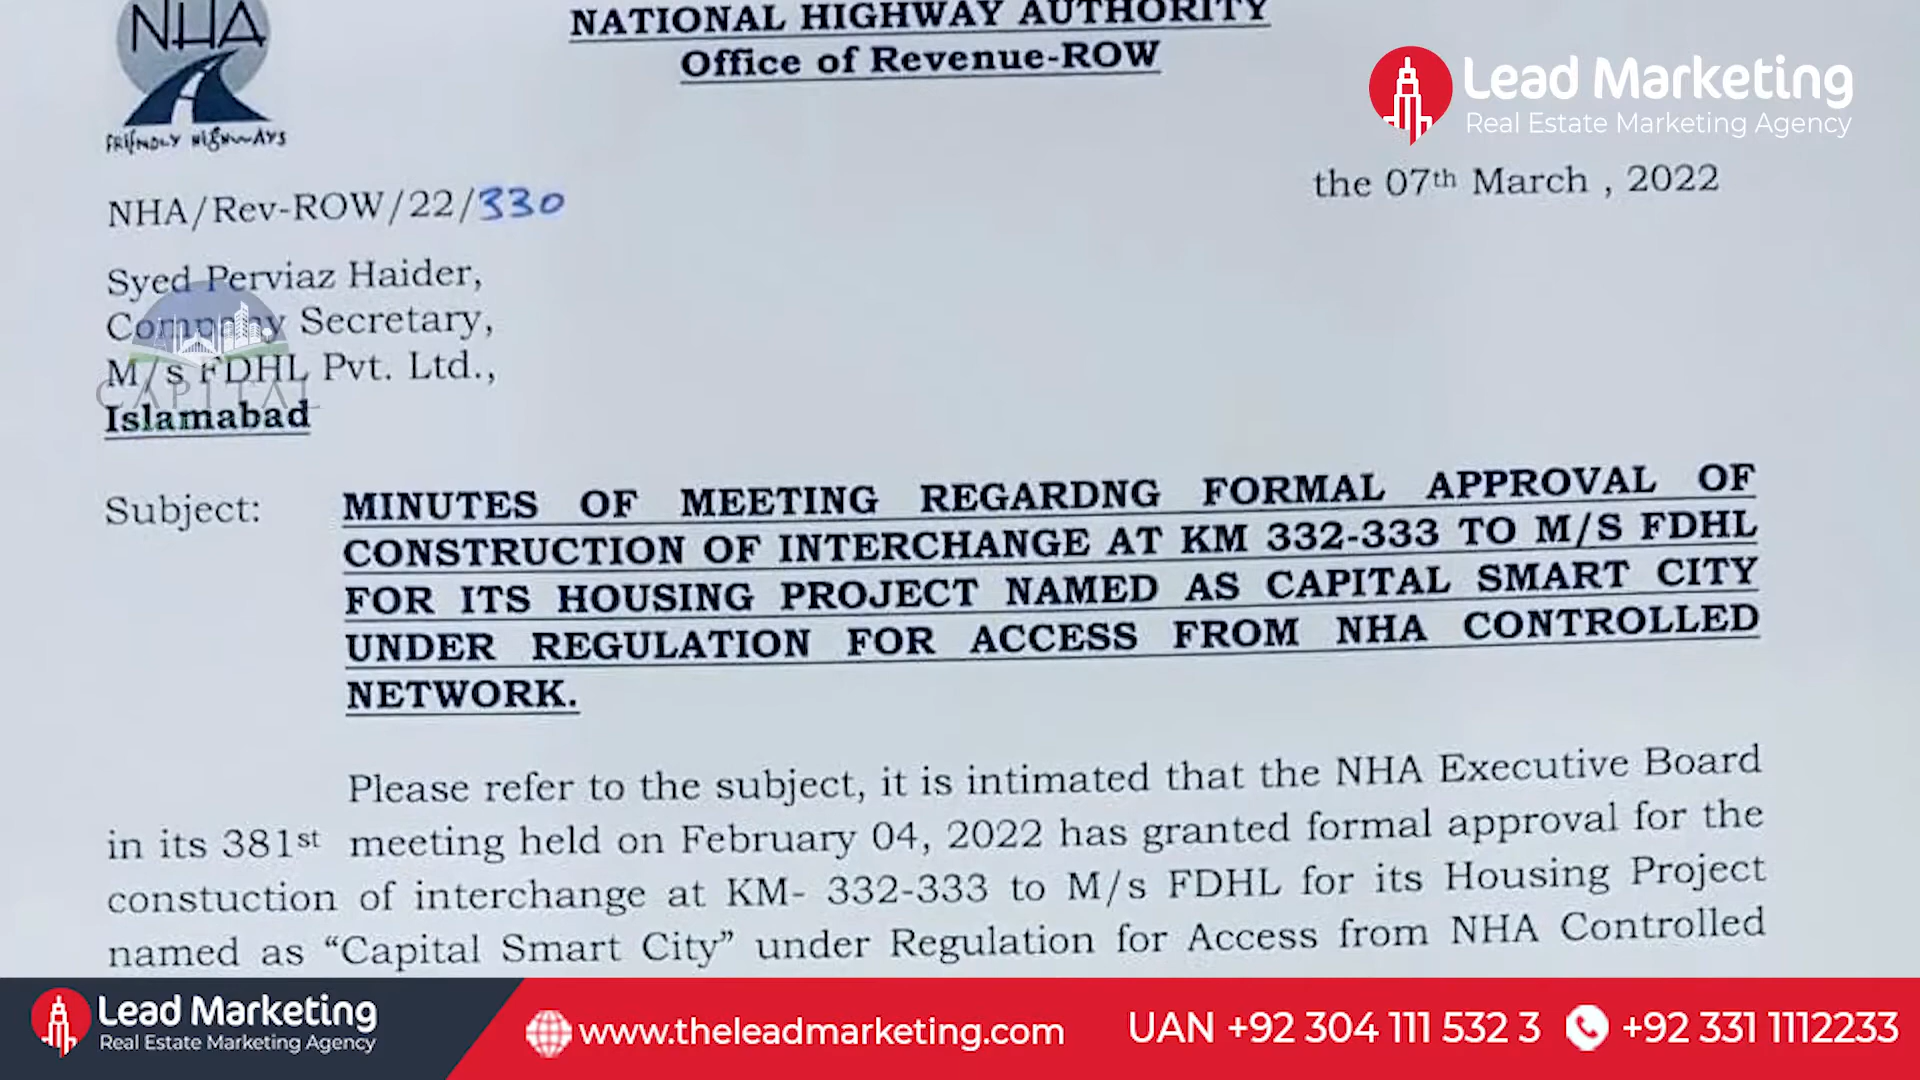 NHA
FRIENDLY HIGHWAYS
NATIONAL HIGHWAY AUTHORITY
Office of Revenue-ROW
Lead Marketing
Real Estate Marketing Agency
NHA/Rev-ROW/22/330
the 07th March , 2022
Syed Perviaz Haider,
Company Secretary,
M/s FDHL Pvt. Ltd.,
CAPITAL
Islamabad
Subject: MINUTES OF MEETING REGARDNG FORMAL APPROVAL OF
CONSTRUCTION OF INTERCHANGE AT KM 332-333 TO M/S FDHL
FOR ITS HOUSING PROJECT NAMED AS CAPITAL SMART CITY
UNDER REGULATION FOR ACCESS FROM NHA CONTROLLED
NETWORK.
Please refer to the subject, it is intimated that the NHA Executive Board
in its 381st meeting held on February 04, 2022 has granted formal approval for the
constuction of interchange at KM- 332-333 to M/s FDHL for its Housing Project
named as “Capital Smart City” under Regulation for Access from NHA Controlled
Lead Marketing
Real Estate Marketing Agency
www.theleadmarketing.com
UAN +92 304 111 532 3
+92 331 1112233